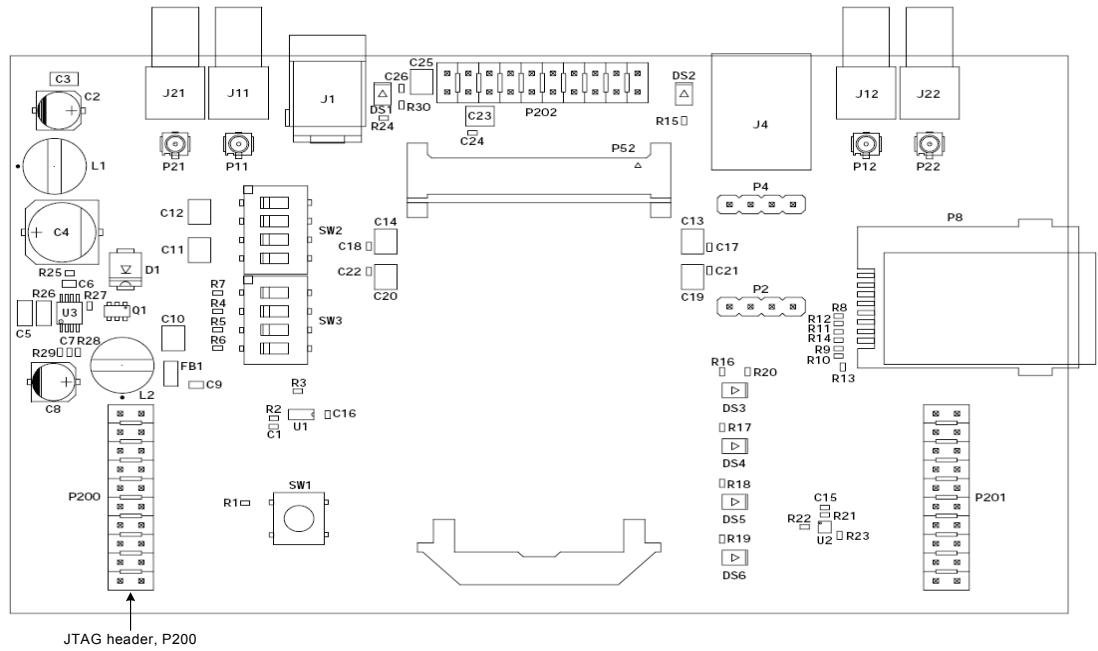 C3
C2
J21
J11
J1
C26
C25
DS1
R30
R24
C23
C24
P202
DS2
R15
J4
J12
J22
P21
P11
P52
P12
P22
L1
C4
C12
C11
SW2
C14
C18
C22
C20
C13
C17
C21
C19
P4
P8
P2
R25
D1
C6
R26
U3
R27
Q1
C5
C7
R28
R29
C10
R7
R4
R5
R6
SW3
R8
R12
R11
R14
R9
R10
R13
FB1
C9
C8
L2
R3
R2
C1
U1
C16
R16
R20
DS3
R17
DS4
R18
DS5
R19
DS6
P200
R1
SW1
C15
R21
R22
U2
R23
P201
JTAG header, P200